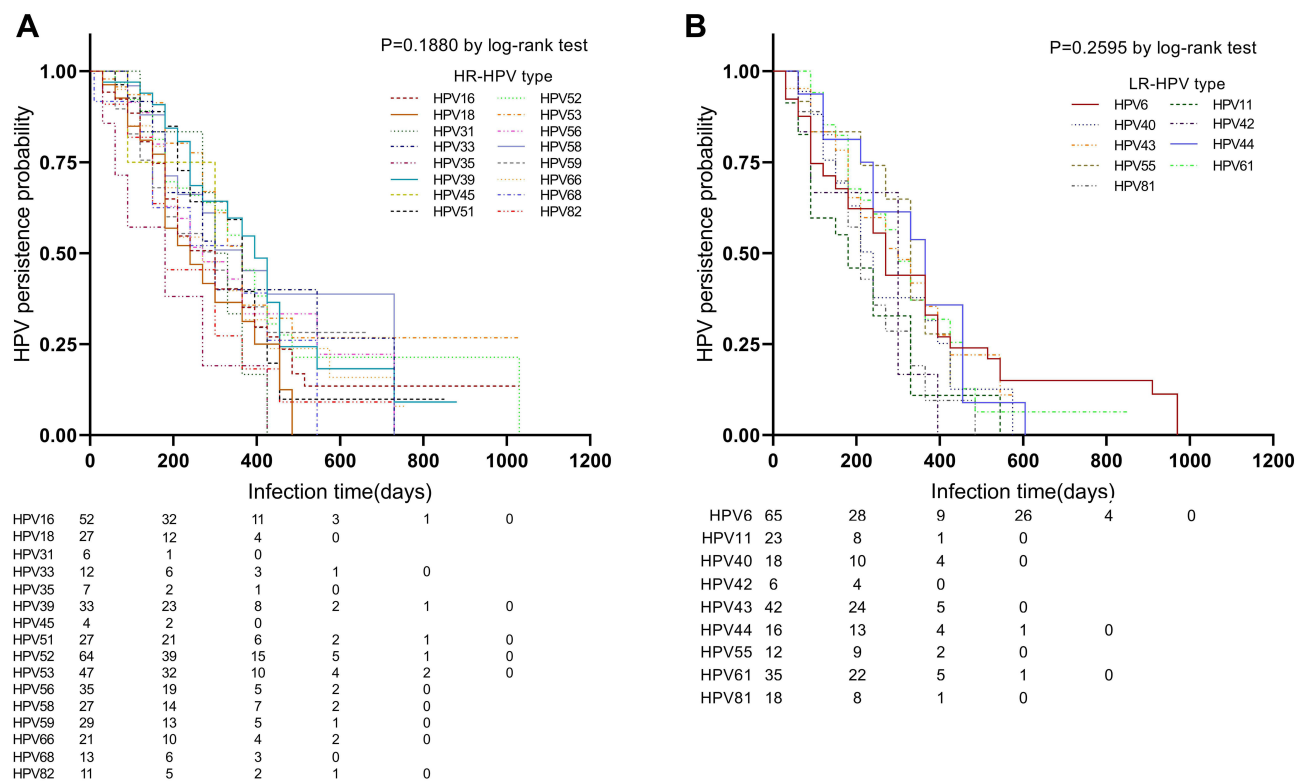 A
P=0.1880 by log-rank test
HR-HPV type
HPV16 HPV52
HPV18 HPV53
HPV31 HPV56
HPV33 HPV58
HPV35 HPV59
HPV39 HPV66
HPV45 HPV68
HPV51 HPV82
HPV persistence probability
1.00
0.75
0.50
0.25
0.00
0 200 400 600 800 1000 1200
Infection time(days)
HPV16 52 32 11 3 1 0
HPV18 27 12 4 0
HPV31 6 1 0
HPV33 12 6 3 1 0
HPV35 7 2 1 0
HPV39 33 23 8 2 1 0
HPV45 4 2 0
HPV51 27 21 6 2 1 0
HPV52 64 39 15 5 1 0
HPV53 47 32 10 4 2 0
HPV56 35 19 5 2 0
HPV58 27 14 7 2 0
HPV59 29 13 5 1 0
HPV66 21 10 4 2 0
HPV68 13 6 3 0
HPV82 11 5 2 1 0
B
P=0.2595 by log-rank test
LR-HPV type
HPV6 HPV11
HPV40 HPV42
HPV43 HPV44
HPV55 HPV61
HPV81
HPV persistence probability
1.00
0.75
0.50
0.25
0.00
0 200 400 600 800 1000 1200
Infection time(days)
HPV6 65 28 9 26 4 0
HPV11 23 8 1 0
HPV40 18 10 4 0
HPV42 6 4 0
HPV43 42 24 5 0
HPV44 16 13 4 1 0
HPV55 12 9 2 0
HPV61 35 22 5 1 0
HPV81 18 8 1 0